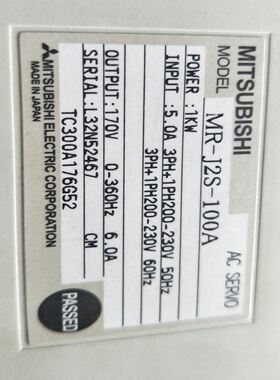 MITSUBISHI AC SERVO
MODEL MR-J2S-100A
POWER :1KW
INPUT :5.0A 3PH+1PH200-230V 50Hz
3PH+1PH200-230V 60Hz
OUTPUT:170V 0-360Hz 6.0A
SERIAL:L32N52467 CM
TC300A176G52
MITSUBISHI ELECTRIC CORPORATION
MADE IN JAPAN
PASSED